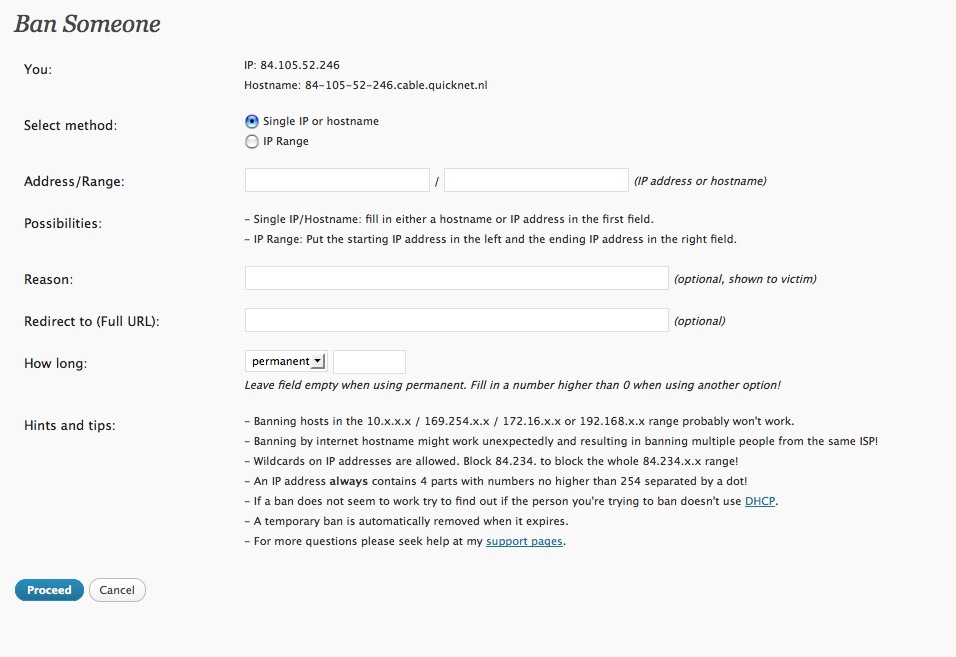 Ban Someone
You:
IP: 84.105.52.246
Hostname: 84-105-52-246.cable.quicknet.nl
Select method:
Single IP or hostname
IP Range
Address/Range:
/
(IP address or hostname)
Possibilities:
– Single IP/Hostname: fill in either a hostname or IP address in the first field.
– IP Range: Put the starting IP address in the left and the ending IP address in the right field.
Reason:
(optional, shown to victim)
Redirect to (Full URL):
(optional)
How long:
permanent
Leave field empty when using permanent. Fill in a number higher than 0 when using another option!
Hints and tips:
– Banning hosts in the 10.x.x.x / 169.254.x.x / 172.16.x.x or 192.168.x.x range probably won't work.
– Banning by internet hostname might work unexpectedly and resulting in banning multiple people from the same ISP!
– Wildcards on IP addresses are allowed. Block 84.234. to block the whole 84.234.x.x range!
– An IP address always contains 4 parts with numbers no higher than 254 separated by a dot!
– If a ban does not seem to work try to find out if the person you're trying to ban doesn't use DHCP.
– A temporary ban is automatically removed when it expires.
– For more questions please seek help at my support pages.
Proceed
Cancel